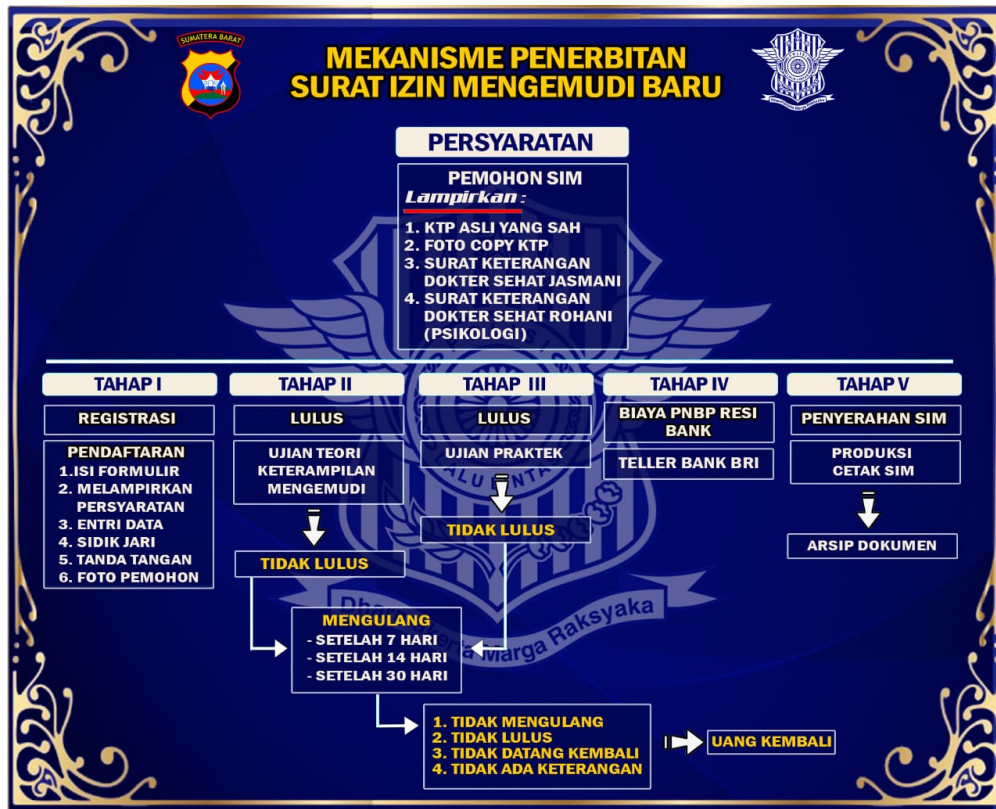 SUMATERA BARAT
MEKANISME PENERBITAN
SURAT IZIN MENGEMUDI BARU
PERSYARATAN
PEMOHON SIM
Lampirkan :
1. KTP ASLI YANG SAH
2. FOTO COPY KTP
3. SURAT KETERANGAN
DOKTER SEHAT JASMANI
4. SURAT KETERANGAN
DOKTER SEHAT ROHANI
(PSIKOLOGI)
TAHAP I
REGISTRASI
PENDAFTARAN
1.ISI FORMULIR
2. MELAMPIRKAN
PERSYARATAN
3. ENTRI DATA
4. SIDIK JARI
5. TANDA TANGAN
6. FOTO PEMOHON
TAHAP II
LULUS
UJIAN TEORI
KETERAMPILAN
MENGEMUDI
TIDAK LULUS
TAHAP III
LULUS
UJIAN PRAKTEK
TIDAK LULUS
TAHAP IV
BIAYA PNBP RESI
BANK
TELLER BANK BRI
TAHAP V
PENYERAHAN SIM
PRODUKSI
CETAK SIM
ARSIP DOKUMEN
MENGULANG
- SETELAH 7 HARI
- SETELAH 14 HARI
- SETELAH 30 HARI
1. TIDAK MENGULANG
2. TIDAK LULUS
3. TIDAK DATANG KEMBALI
4. TIDAK ADA KETERANGAN
UANG KEMBALI
Marga Raksyaka